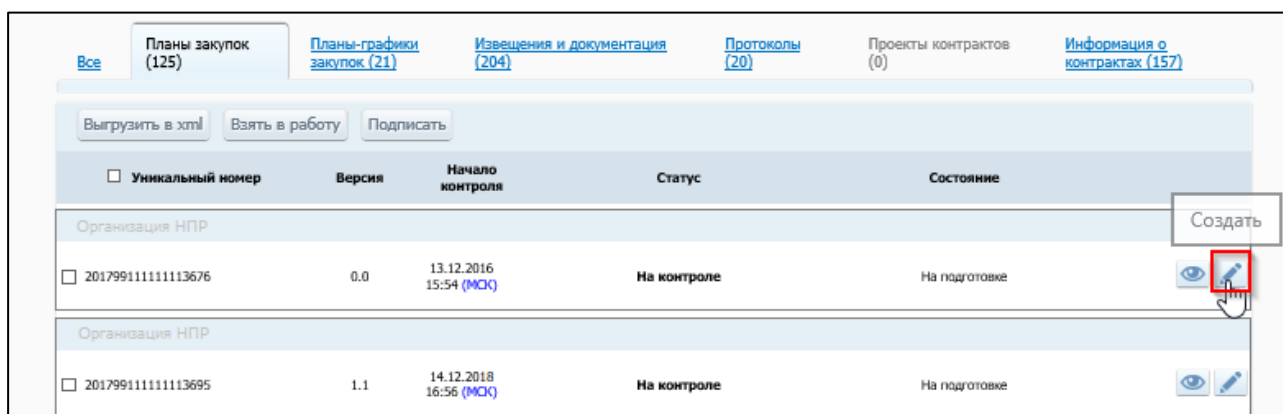 Все
Планы закупок
(125)
Планы-графики
закупок (21)
Извещения и документация
(204)
Протоколы
(20)
Проекты контрактов
(0)
Информация о
контрактах (157)
Выгрузить в xml Взять в работу Подписать
Уникальный номер Версия Начало
контроля Статус Состояние
Организация НПР
Создать
201799111111113676 0.0 13.12.2016
15:54 (МСК) На контроле На подготовке
Организация НПР
201799111111113695 1.1 14.12.2018
16:56 (МСК) На контроле На подготовке